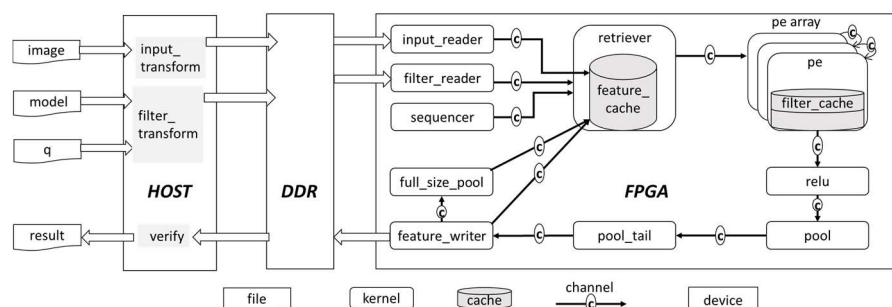 image
model
q
result
input_
transform
filter_
transform
HOST
verify
DDR
input_reader
filter_reader
sequencer
full_size_pool
feature_writer
retriever
feature_
cache
FPGA
pe array
pe
filter_cache
relu
pool
pool_tail
c
c
c
c
c
c
c
c
c
c
c
c
c
file
kernel
cache
channel
c
device